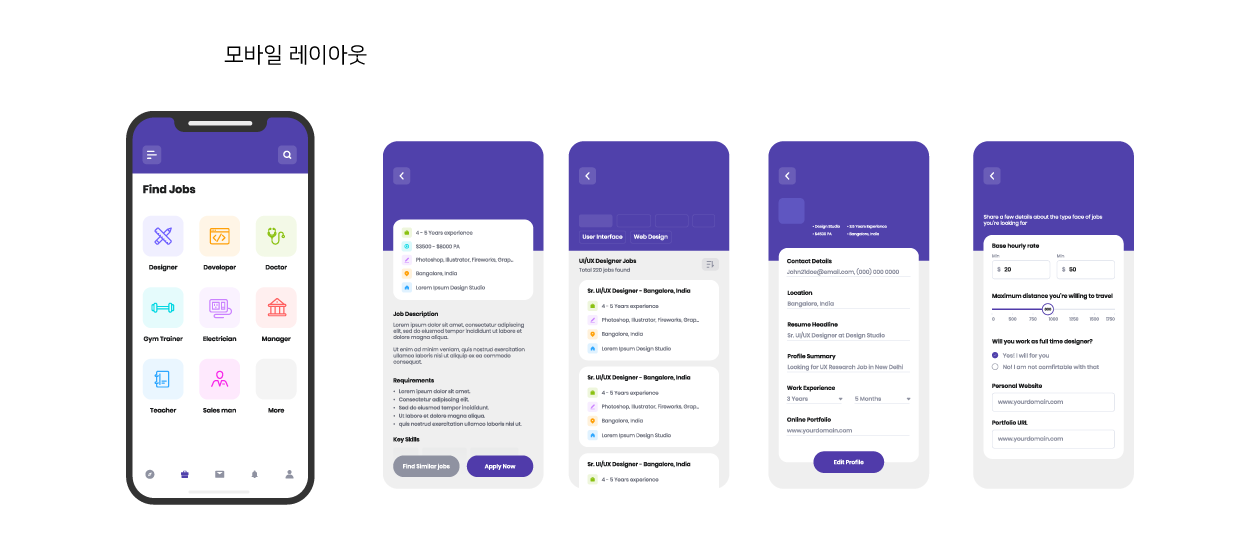 모바일 레이아웃
Find Jobs
Designer
Developer
Doctor
Gym Trainer
Electrician
Manager
Teacher
Sales man
More
4 - 5 Years experience
$3500 - $8000 PA
Photoshop, Illustrator, Fireworks, Grap...
Bangalore, India
Lorem Ipsum Design Studio
Job Description
Lorem ipsum dolor sit amet, consectetur adipiscing
elit, sed do eiusmod tempor incididunt ut labore et
dolore magna aliqua.
Ut enim ad minim veniam, quis nostrud exercitation
ullamco laboris nisi ut aliquip ex ea commodo
consequat.
Requirements
• Lorem ipsum dolor sit amet.
• Consectetur adipiscing elit.
• Sed do eiusmod tempor incididunt.
• Ut labore et dolore magna aliqua.
• quis nostrud exercitation ullamco laboris nisi ut.
Key Skills
Find Similar jobs
Apply Now
User Interface
Web Design
UI/UX Designer Jobs
Total 220 jobs found
Sr. UI/UX Designer - Bangalore, India
4 - 5 Years experience
Photoshop, Illustrator, Fireworks, Grap...
Bangalore, India
Lorem Ipsum Design Studio
Sr. UI/UX Designer - Bangalore, India
4 - 5 Years experience
Photoshop, Illustrator, Fireworks, Grap...
Bangalore, India
Lorem Ipsum Design Studio
Sr. UI/UX Designer - Bangalore, India
4 - 5 Years experience
• Design Studio
• $4500 PA
• Bangalore, India
Contact Details
John21doe@email.com, (000) 000 0000
Location
Bangalore, India
Resume Headline
Sr. UI/UX Designer at Design Studio
Profile Summary
Looking for UX Research Job in New Delhi
Work Experience
3 Years
5 Months
Online Portfolio
www.yourdomain.com
Edit Profile
Share a few details about the type face of jobs
you're looking for
Base hourly rate
Min
Min
$ 20
$ 50
Maximum distance you're willing to travel
0 500 750 1000 1250 1500 1750
Will you work as full time designer?
Yes! I will for you
No! I am not comfirtable with that
Personal Website
www.yourdomain.com
Portfolio URL
www.yourdomain.com